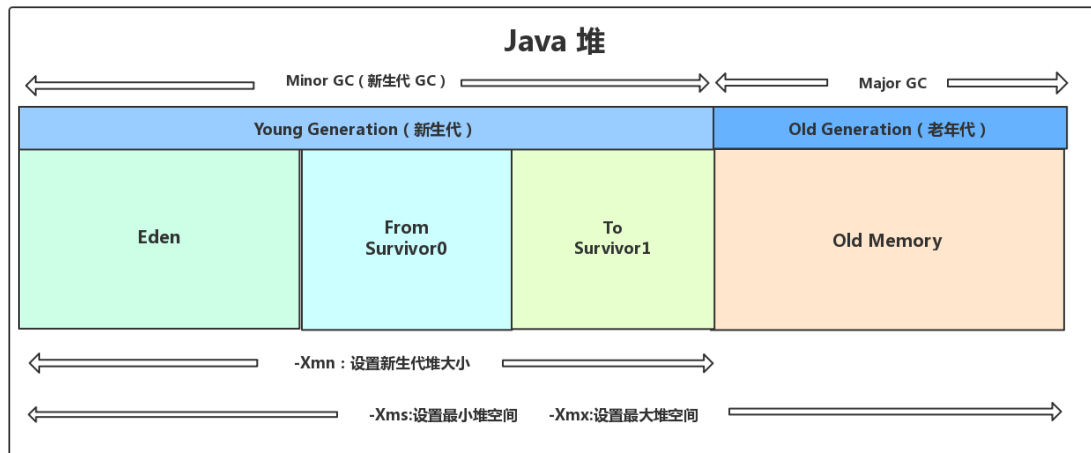 Java 堆
Minor GC（新生代 GC）
Major GC
Young Generation（新生代）
Old Generation（老年代）
Eden
From
Survivor0
To
Survivor1
Old Memory
-Xmn：设置新生代堆大小
-Xms:设置最小堆空间
-Xmx:设置最大堆空间